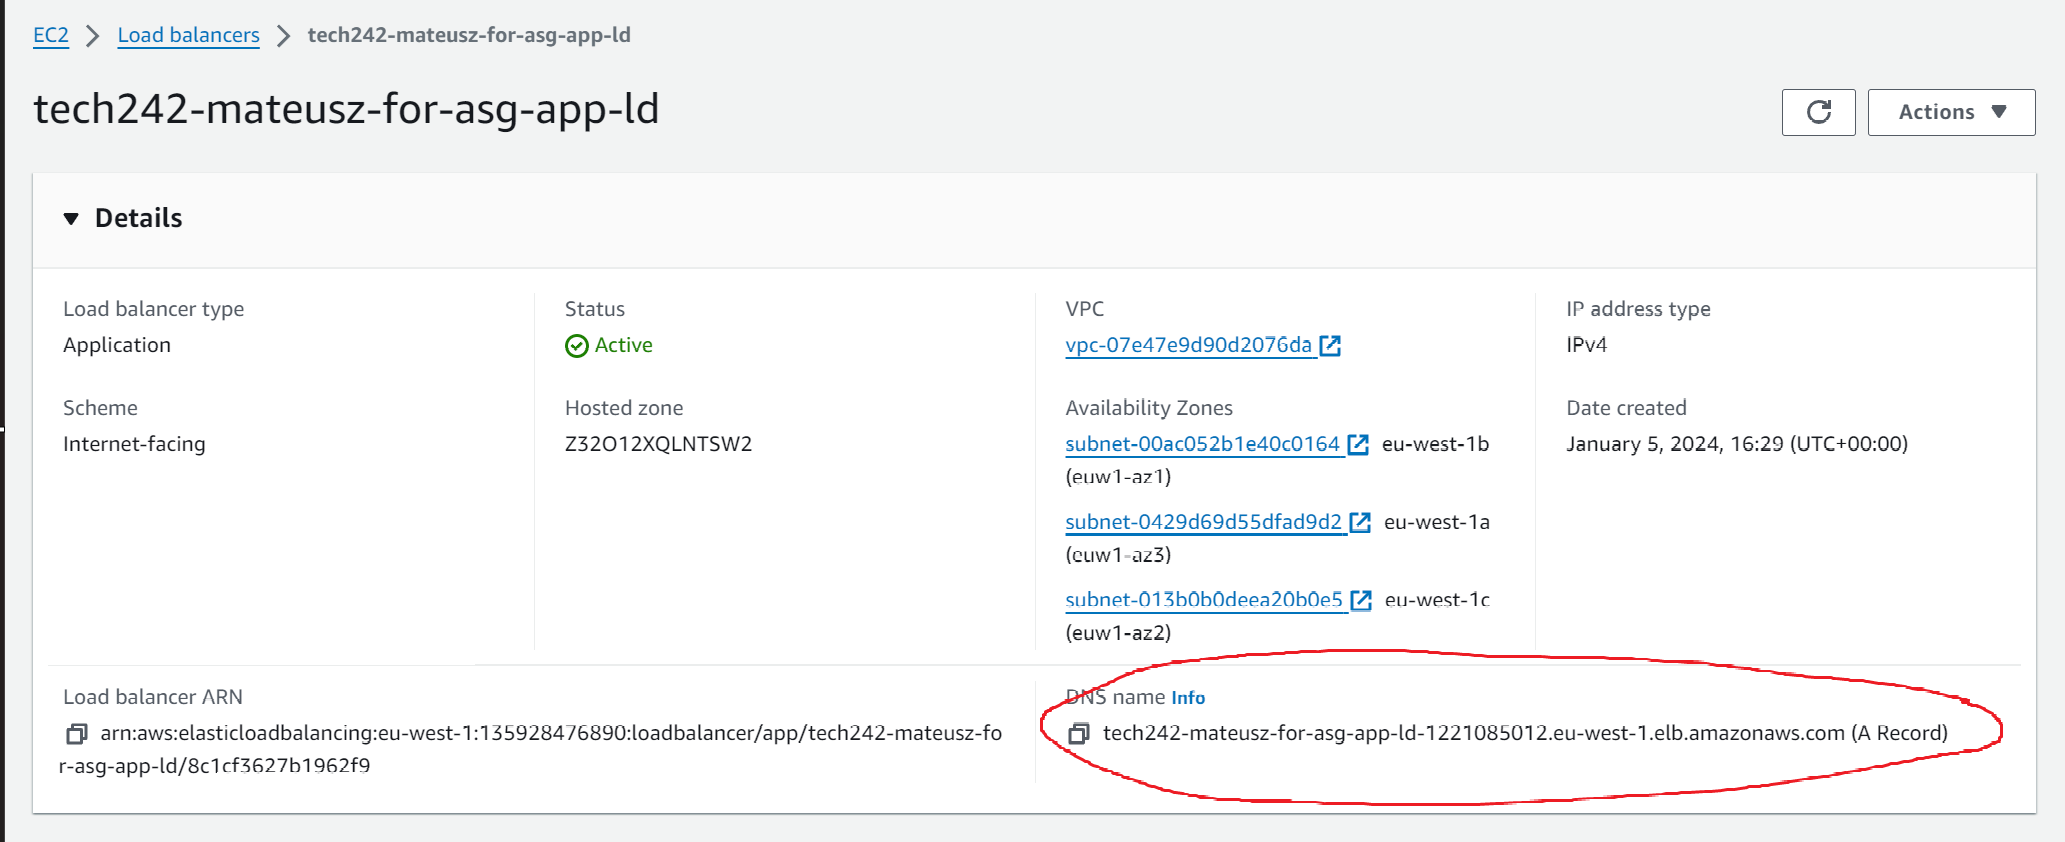 EC2 > Load balancers > tech242-mateusz-for-asg-app-ld
tech242-mateusz-for-asg-app-ld
Actions
Details
Load balancer type
Application
Status
Active
VPC
vpc-07e47e9d90d2076da
IP address type
IPv4
Scheme
Internet-facing
Hosted zone
Z32O12XQLNTSW2
Availability Zones
subnet-00ac052b1e40c0164 eu-west-1b
(euw1-az1)
subnet-0429d69d55dfad9d2 eu-west-1a
(euw1-az3)
subnet-013b0b0deea20b0e5 eu-west-1c
(euw1-az2)
Date created
January 5, 2024, 16:29 (UTC+00:00)
Load balancer ARN
arn:aws:elasticloadbalancing:eu-west-1:135928476890:loadbalancer/app/tech242-mateusz-fo
r-asg-app-ld/8c1cf3627b1962f9
DNS name Info
tech242-mateusz-for-asg-app-ld-1221085012.eu-west-1.elb.amazonaws.com (A Record)